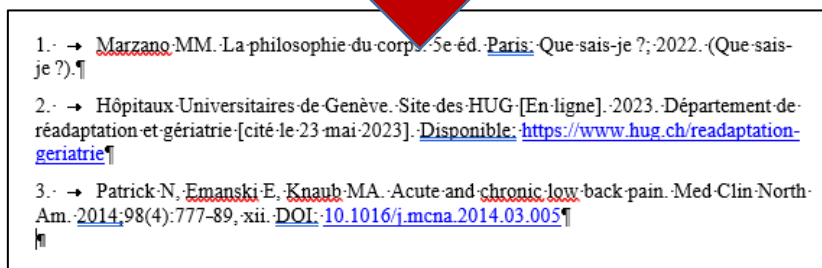 1. → Marzano MM. La philosophie du corps. 5e éd. Paris: Que sais-je ?; 2022. (Que sais-
je ?).¶
2. → Hôpitaux Universitaires de Genève. Site des HUG [En ligne]. 2023. Département de
réadaptation et gériatrie [cité le 23 mai 2023]. Disponible: https://www.hug.ch/readaptation-
geriatrie¶
3. → Patrick N, Emanski E, Knaub MA. Acute and chronic low back pain. Med Clin North
Am. 2014;98(4):777-89, xii. DOI: 10.1016/j.mcna.2014.03.005¶
¶